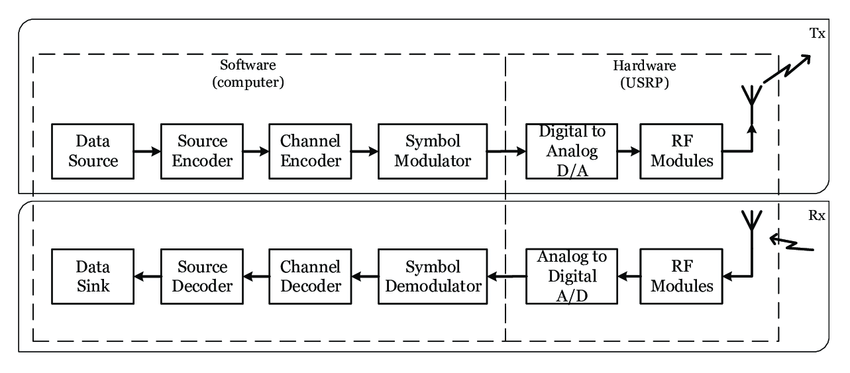 Tx
Software
(computer)
Hardware
(USRP)
Data
Source
Source
Encoder
Channel
Encoder
Symbol
Modulator
Digital to
Analog
D/A
RF
Modules
Rx
Data
Sink
Source
Decoder
Channel
Decoder
Symbol
Demodulator
Analog to
Digital
A/D
RF
Modules